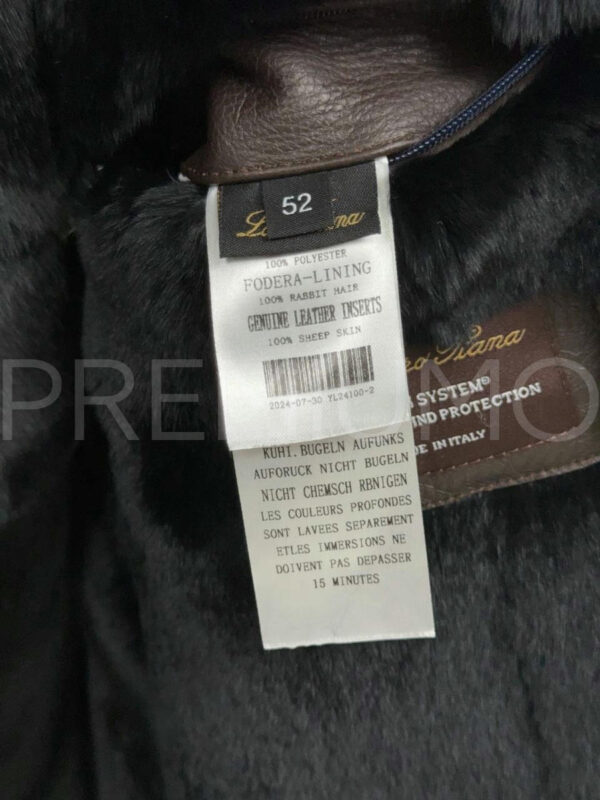 52
100% POLYESTER
FODERA-LINING
100% RABBIT HAIR
GENUINE LEATHER INSERTS
100% SHEEP SKIN
2024-07-30 YL24100-2
Piana
SYSTEM®
PROTECTION
IN ITALY
KUHI. BUGELN AUFUNKS
AUFORUCK NICHT BUGELN
NICHT CHEMSCH RBNIGEN
LES COULEURS PROFONDES
SONT LAVEES SEPAREMENT
ETLES IMMERSIONS NE
DOIVENT PAS DEPASSER
15 MINUTES